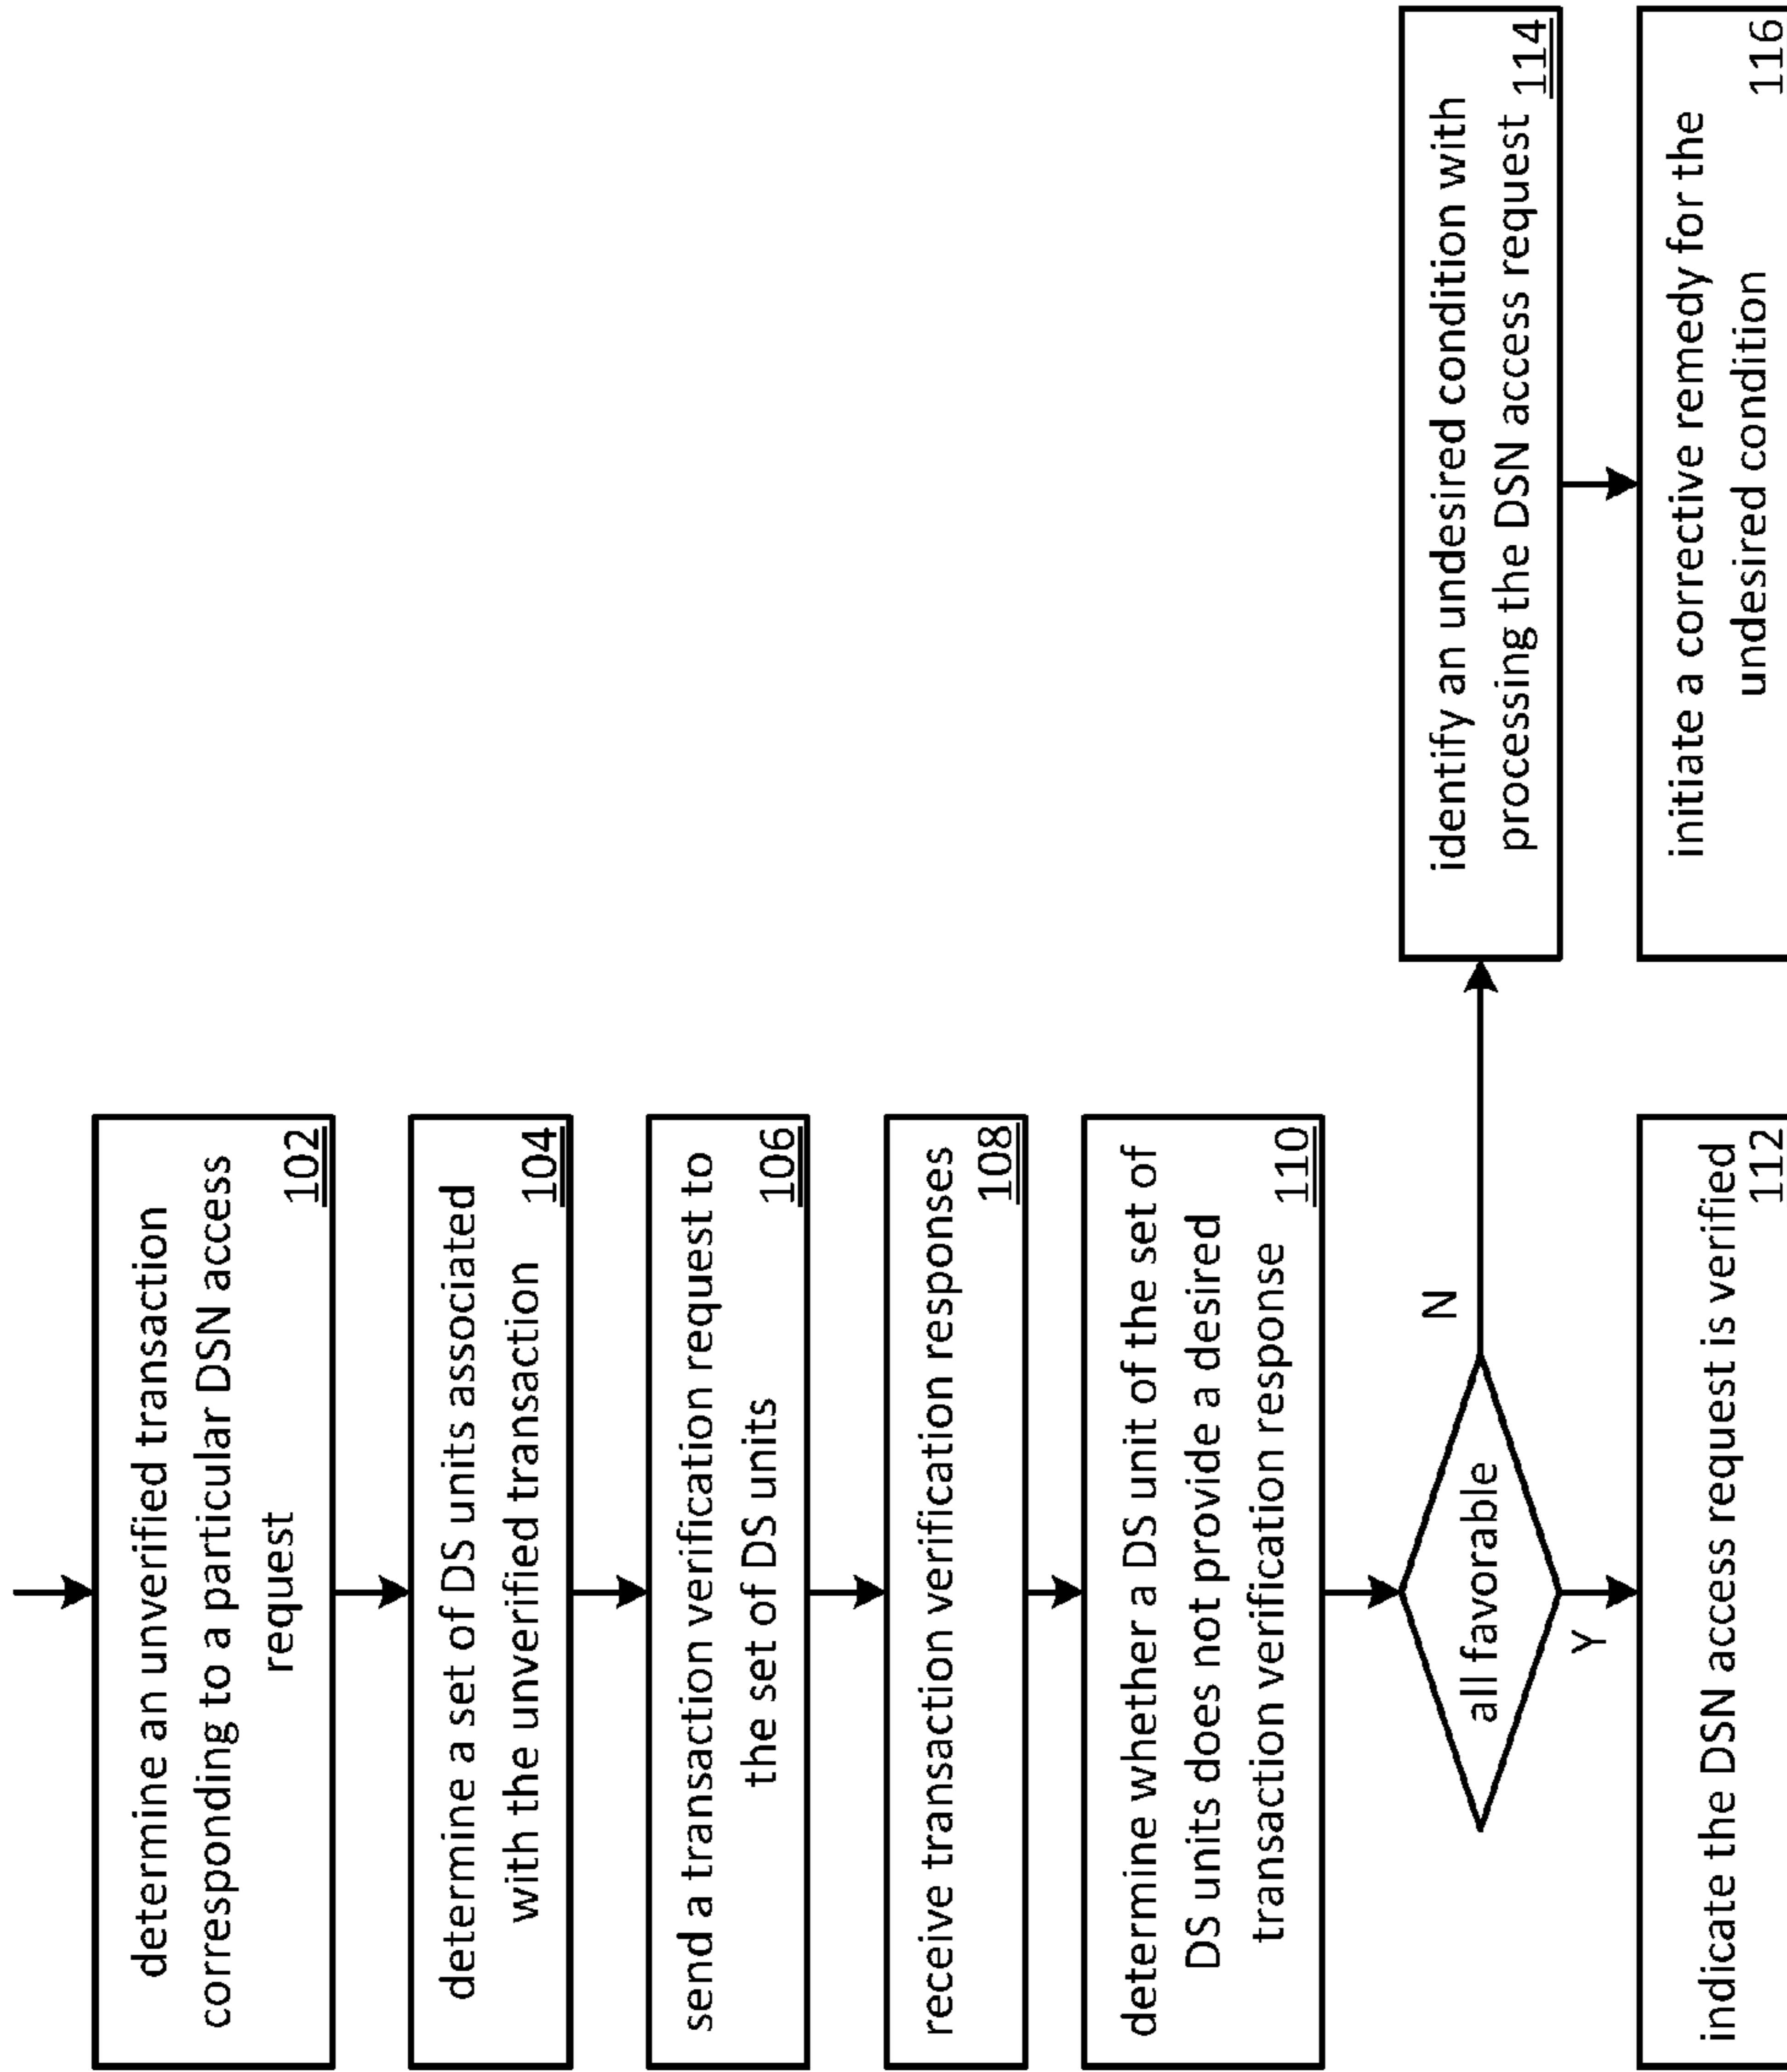 determine an unverified transaction
corresponding to a particular DSN access
request
102
determine a set of DS units associated
with the unverified transaction
104
send a transaction verification request to
the set of DS units
106
receive transaction verification responses
108
determine whether a DS unit of the set of
DS units does not provide a desired
transaction verification response
110
all favorable
N
Y
indicate the DSN access request is verified
112
identify an undesired condition with
processing the DSN access request
114
initiate a corrective remedy for the
undesired condition
116